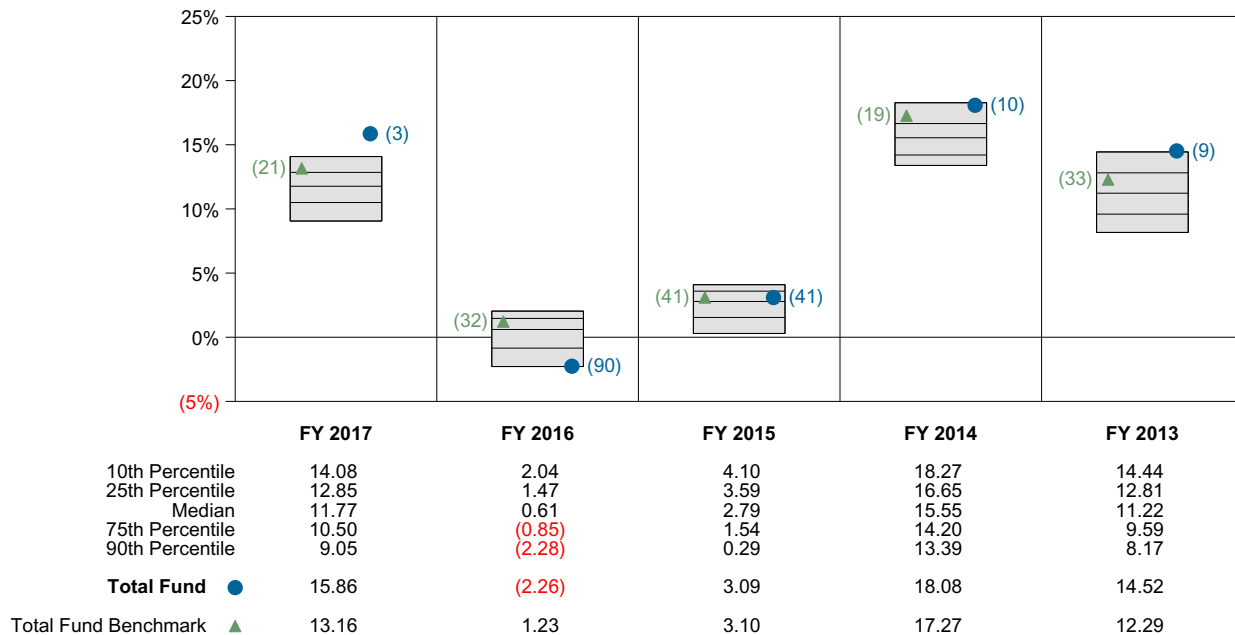 25%
20%
15%
10%
5%
0%
(5%)
(21) (3)
(32) (90)
(41) (41)
(19) (10)
(33) (9)
FY 2017 FY 2016 FY 2015 FY 2014 FY 2013
10th Percentile 14.08 2.04 4.10 18.27 14.44
25th Percentile 12.85 1.47 3.59 16.65 12.81
Median 11.77 0.61 2.79 15.55 11.22
75th Percentile 10.50 (0.85) 1.54 14.20 9.59
90th Percentile 9.05 (2.28) 0.29 13.39 8.17
Total Fund 15.86 (2.26) 3.09 18.08 14.52
Total Fund Benchmark 13.16 1.23 3.10 17.27 12.29